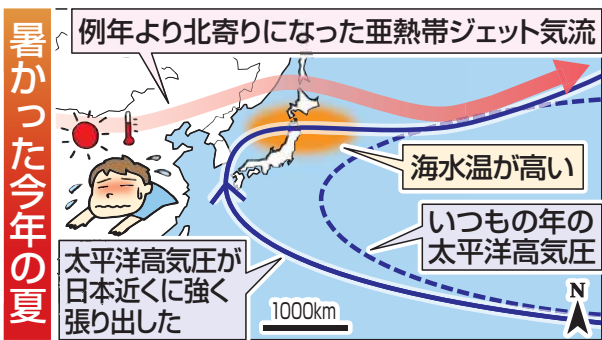 暑かった今年の夏
例年より北寄りになった亜熱帯ジェット気流
海水温が高い
いつもの年の
太平洋高気圧
太平洋高気圧が
日本近くに強く
張り出した
1000km
N